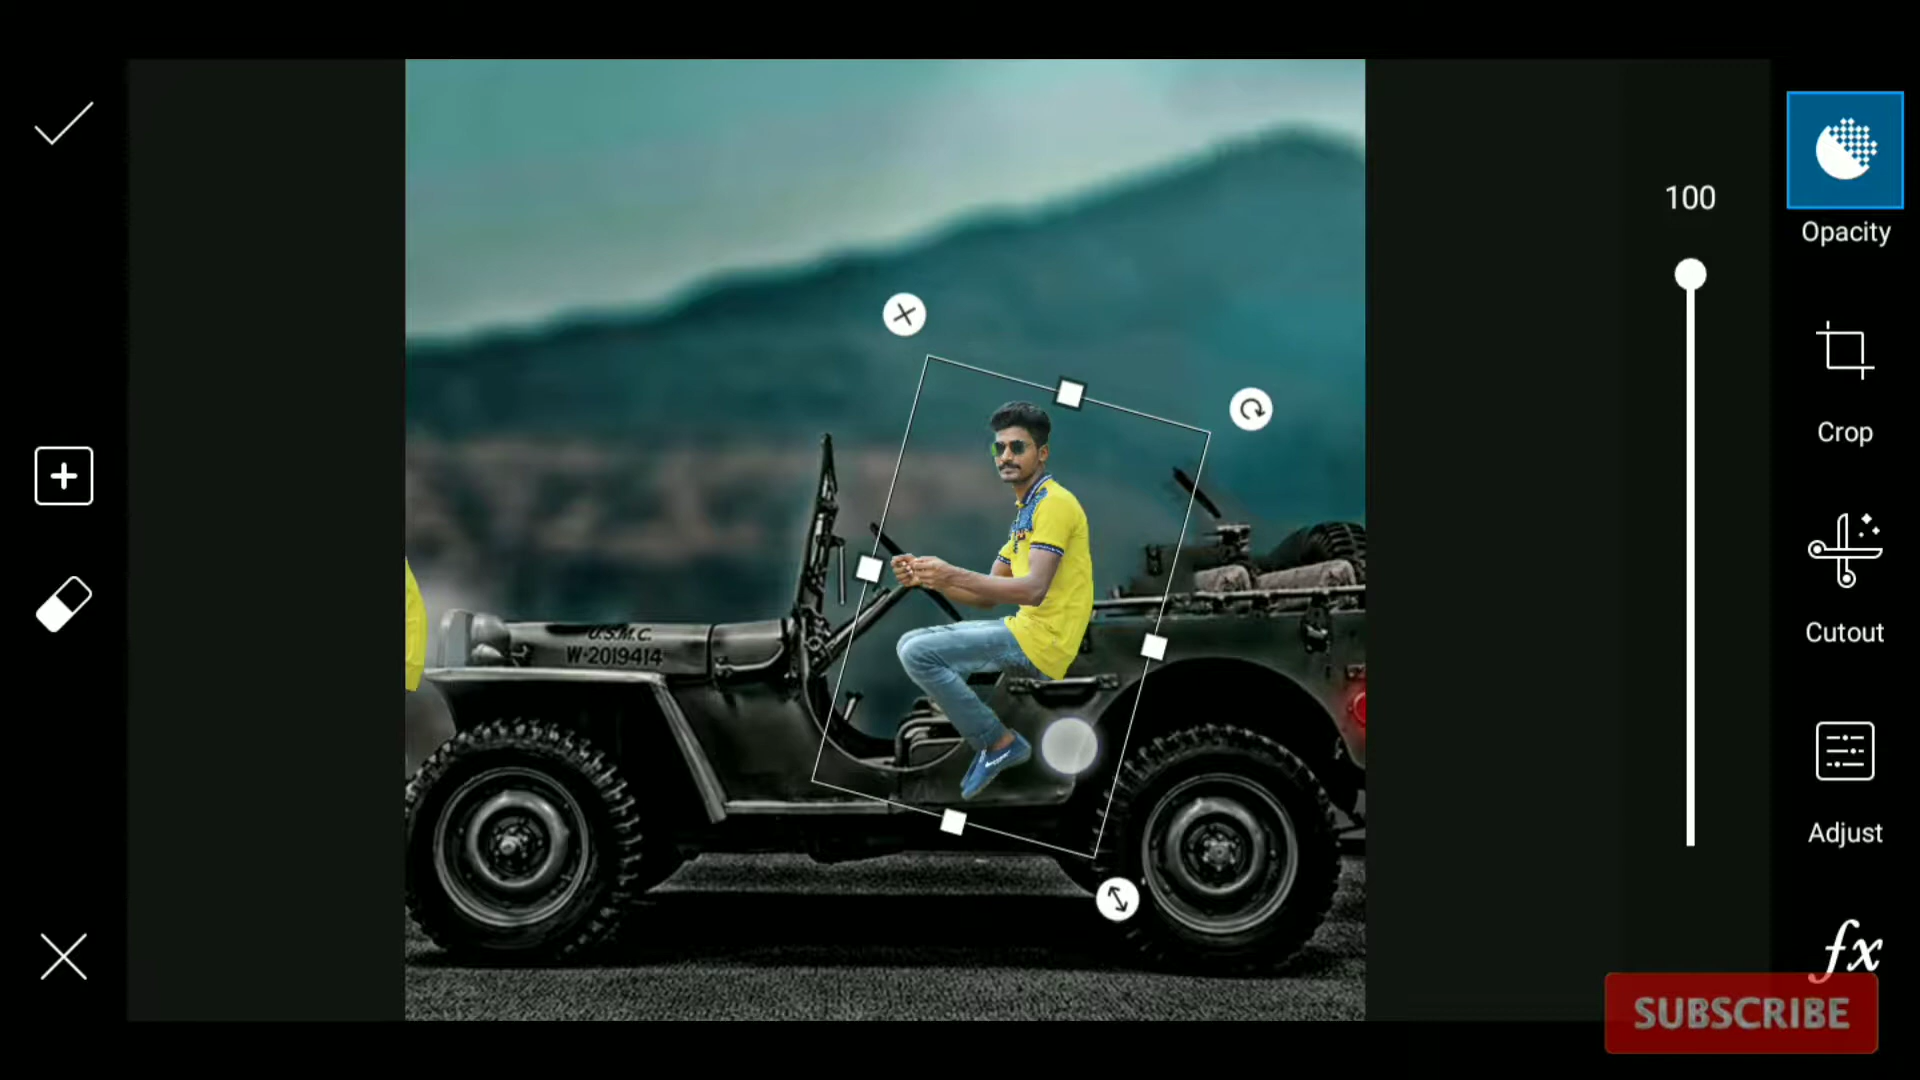 100
Opacity
Crop
Cutout
Adjust
fx
U.S.M.C.
W-2019414
SUBSCRIBE